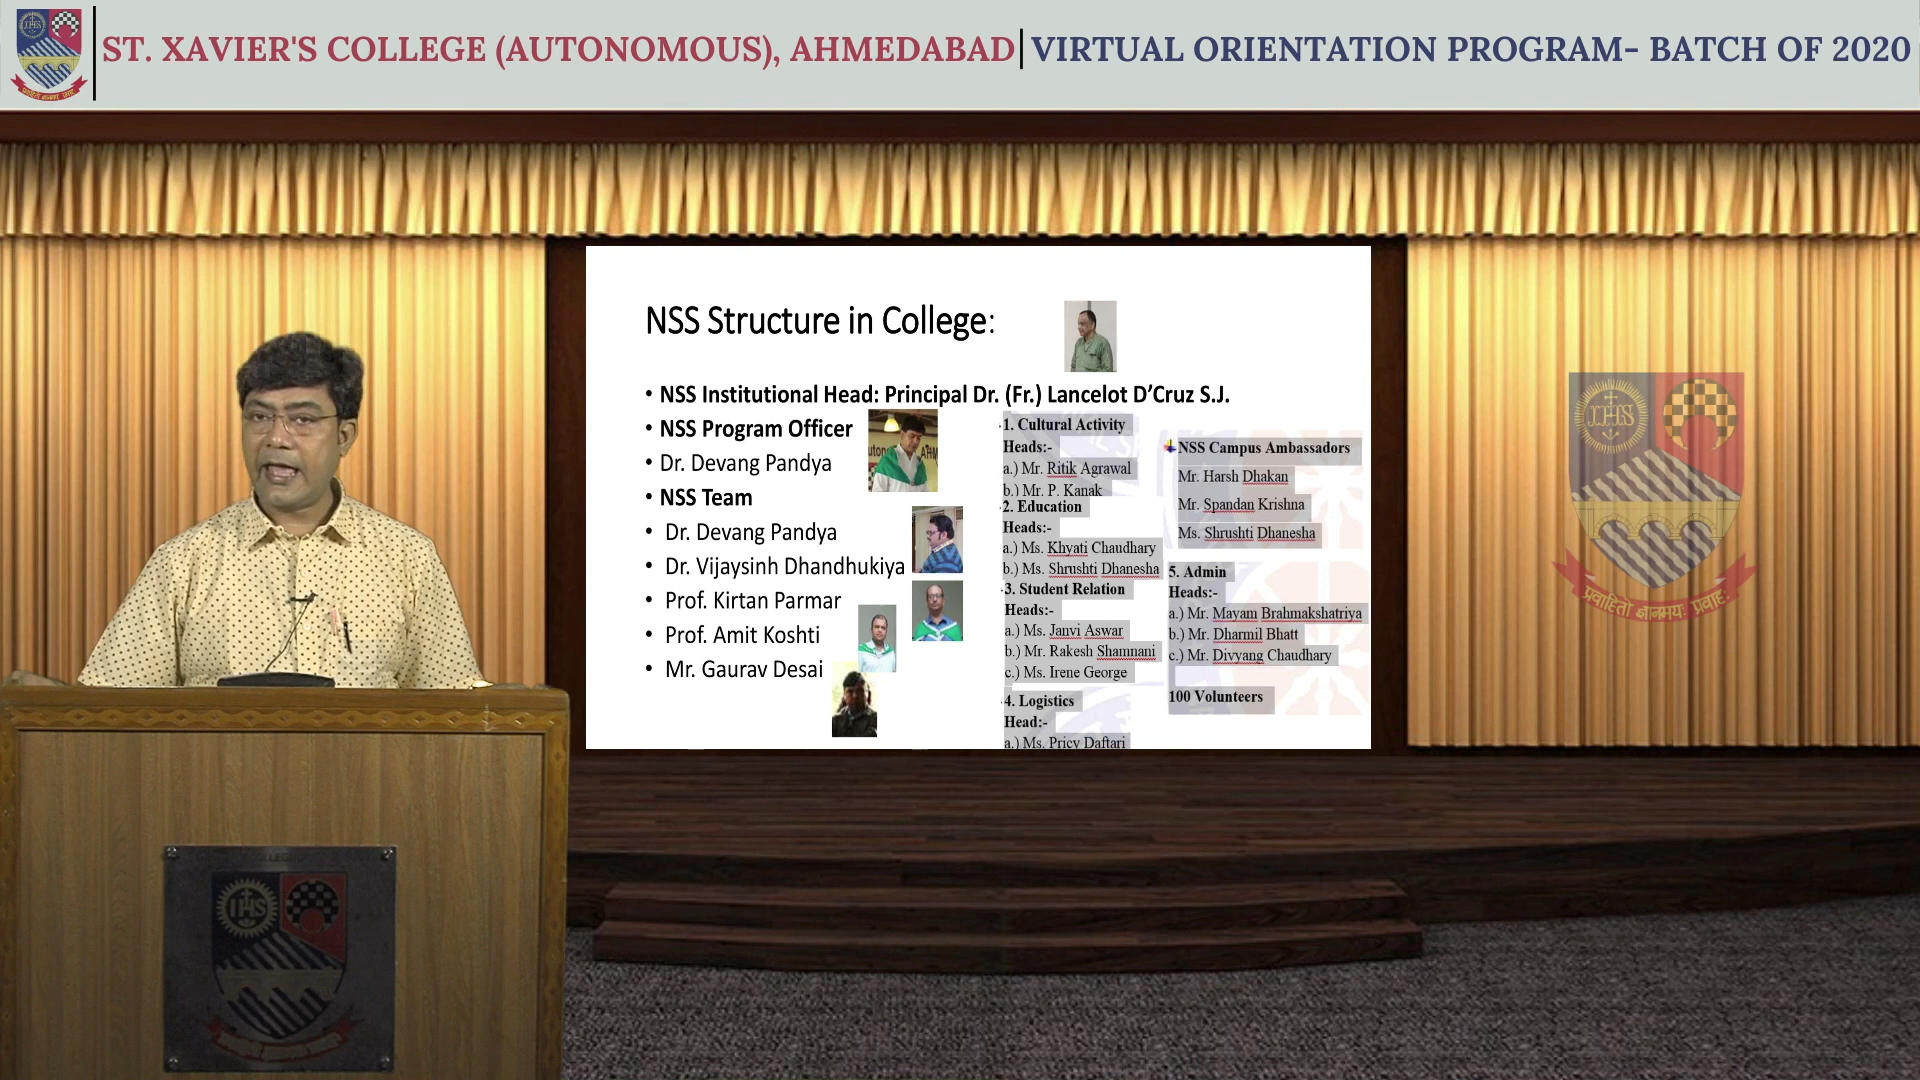 ST. XAVIER'S COLLEGE (AUTONOMOUS), AHMEDABAD
VIRTUAL ORIENTATION PROGRAM- BATCH OF 2020
NSS Structure in College:
• NSS Institutional Head: Principal Dr. (Fr.) Lancelot D’Cruz S.J.
• NSS Program Officer
• Dr. Devang Pandya
• NSS Team
• Dr. Devang Pandya
• Dr. Vijaysinh Dhandhukiya
• Prof. Kirtan Parmar
• Prof. Amit Koshti
• Mr. Gaurav Desai
1. Cultural Activity
Heads:-
a.) Mr. Ritik Agrawal
b.) Mr. P. Kanak
2. Education
Heads:-
a.) Ms. Khyati Chaudhary
b.) Ms. Shrushti Dhanesha
3. Student Relation
Heads:-
a.) Ms. Janvi Aswar
b.) Mr. Rakesh Shamnani
c.) Ms. Irene George
4. Logistics
Head:-
a.) Ms. Pricy Daftari
NSS Campus Ambassadors
Mr. Harsh Dhakan
Mr. Spandan Krishna
Ms. Shrushti Dhanesha
5. Admin
Heads:-
a.) Mr. Mayam Brahmakshatriya
b.) Mr. Dharmil Bhatt
c.) Mr. Divyang Chaudhary
100 Volunteers
IHS
प्रवाहितो ज्ञानमयः प्रवाहः
IHS